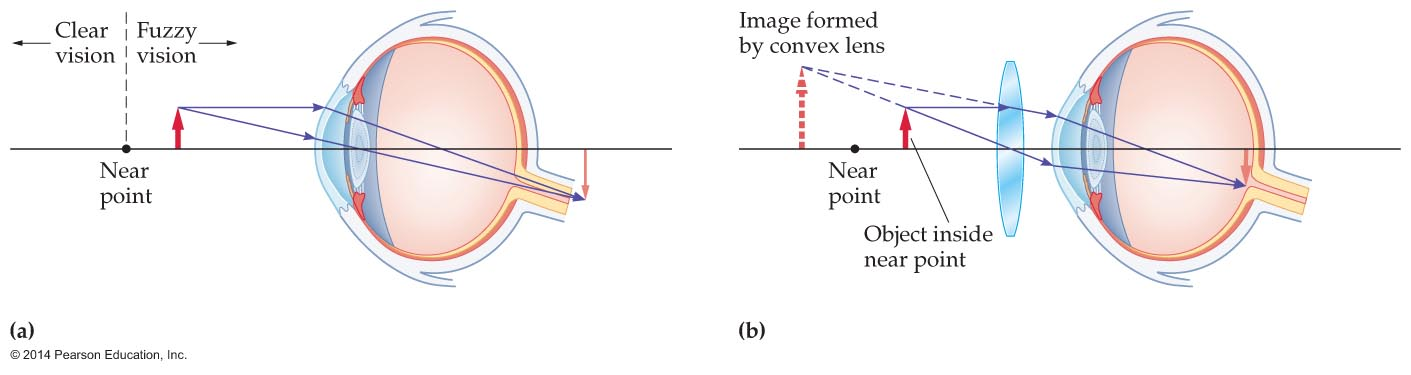 Clear
vision
Fuzzy
vision
Near
point
(a)
© 2014 Pearson Education, Inc.
Image formed
by convex lens
Near
point
Object inside
near point
(b)